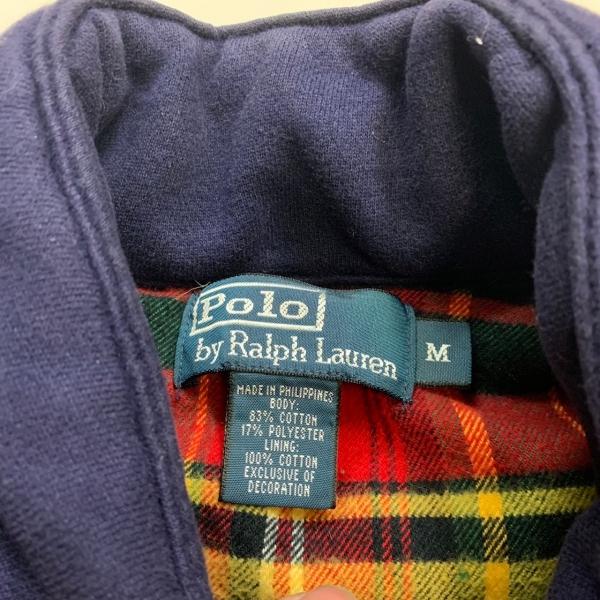 Polo
by Ralph Lauren
M
MADE IN PHILIPPINES
BODY:
83% COTTON
17% POLYESTER
LINING:
100% COTTON
EXCLUSIVE OF
DECORATION